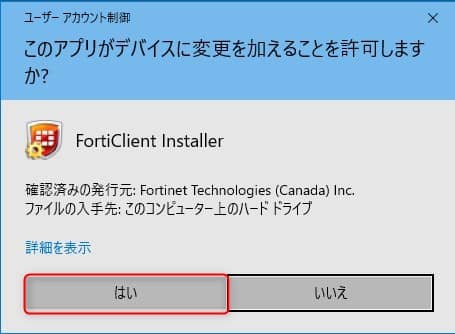 ユーザー アカウント制御
このアプリがデバイスに変更を加えることを許可します
か?
FortiClient Installer
確認済みの発行元: Fortinet Technologies (Canada) Inc.
ファイルの入手先: このコンピューター上のハード ドライブ
詳細を表示
はい
いいえ